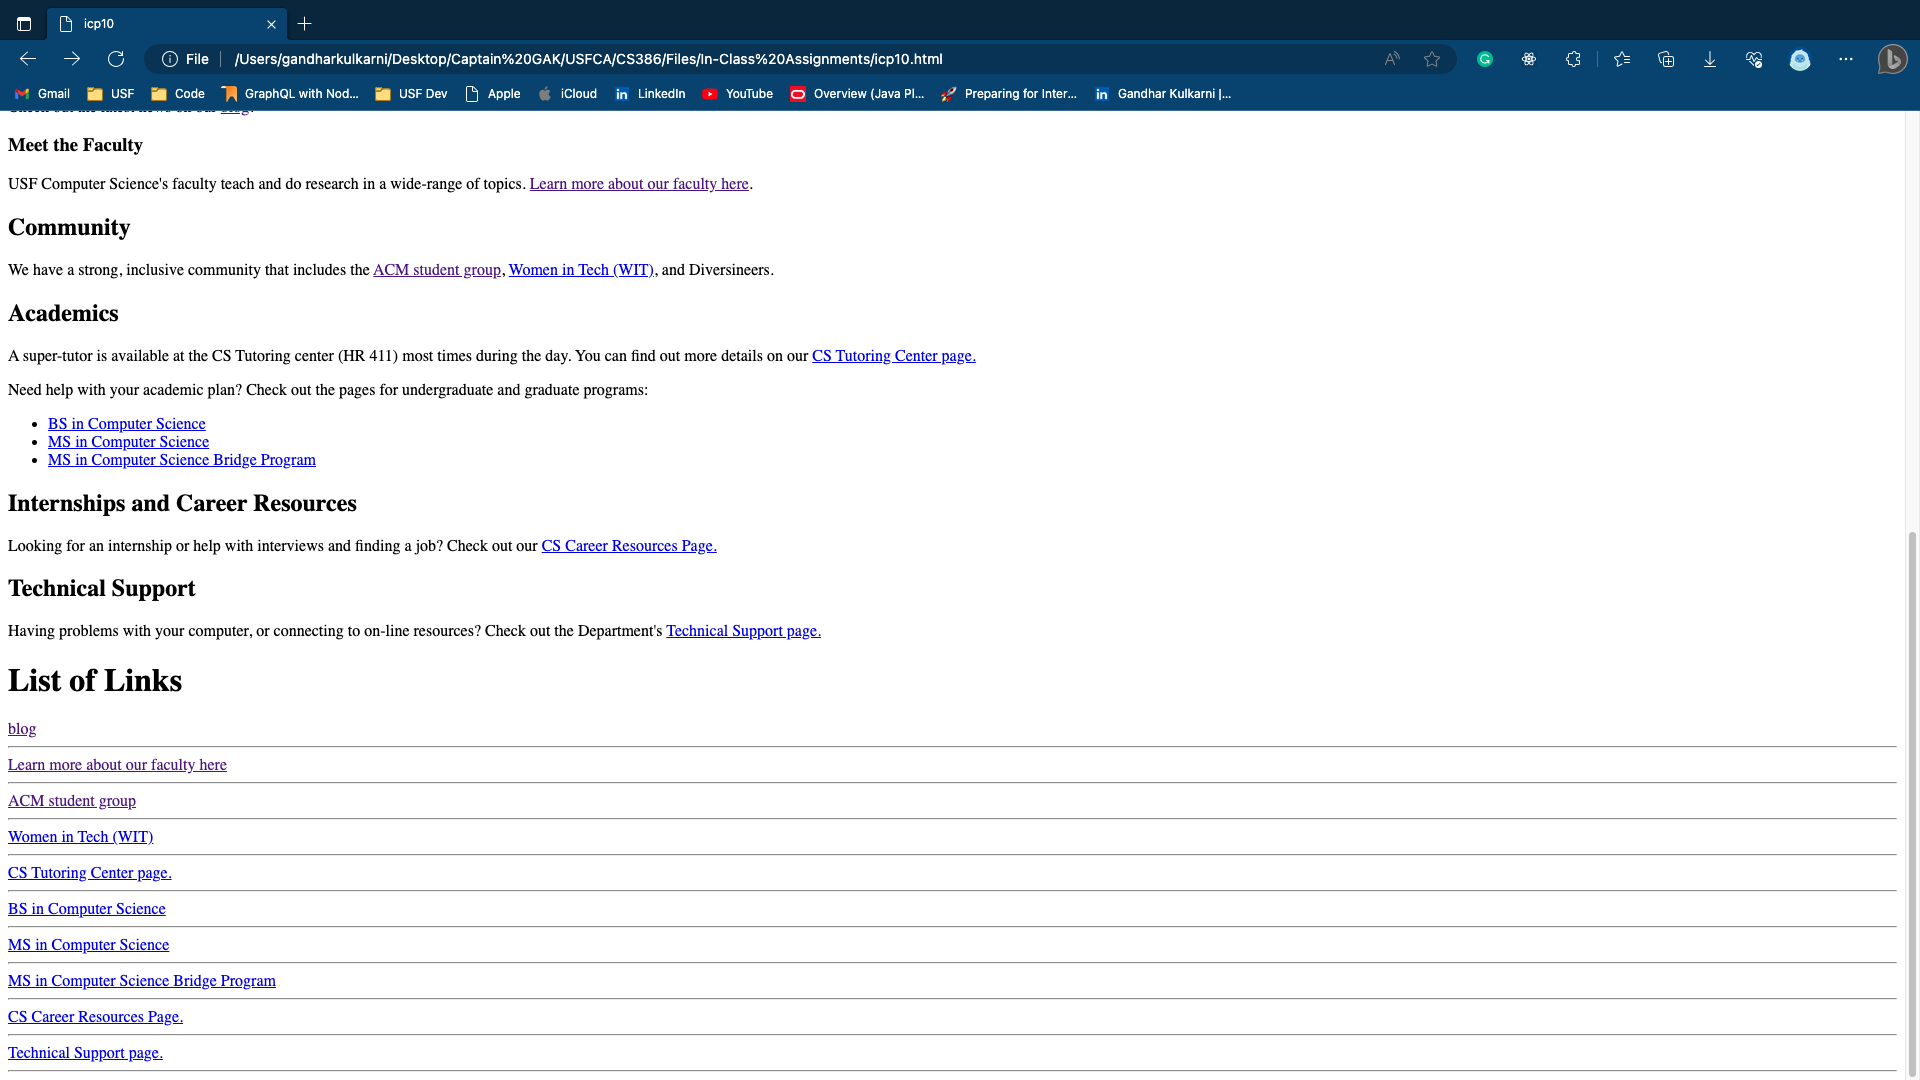 icp10
File /Users/gandharkulkarni/Desktop/Captain%20GAK/USFCA/CS386/Files/In-Class%20Assignments/icp10.html
Gmail USF Code GraphQL with Nod... USF Dev Apple iCloud LinkedIn YouTube Overview (Java Pl... Preparing for Inter... Gandhar Kulkarni |...
Meet the Faculty
USF Computer Science's faculty teach and do research in a wide-range of topics. Learn more about our faculty here.
Community
We have a strong, inclusive community that includes the ACM student group, Women in Tech (WIT), and Diversineers.
Academics
A super-tutor is available at the CS Tutoring center (HR 411) most times during the day. You can find out more details on our CS Tutoring Center page.
Need help with your academic plan? Check out the pages for undergraduate and graduate programs:
• BS in Computer Science
• MS in Computer Science
• MS in Computer Science Bridge Program
Internships and Career Resources
Looking for an internship or help with interviews and finding a job? Check out our CS Career Resources Page.
Technical Support
Having problems with your computer, or connecting to on-line resources? Check out the Department's Technical Support page.
List of Links
blog
Learn more about our faculty here
ACM student group
Women in Tech (WIT)
CS Tutoring Center page.
BS in Computer Science
MS in Computer Science
MS in Computer Science Bridge Program
CS Career Resources Page.
Technical Support page.